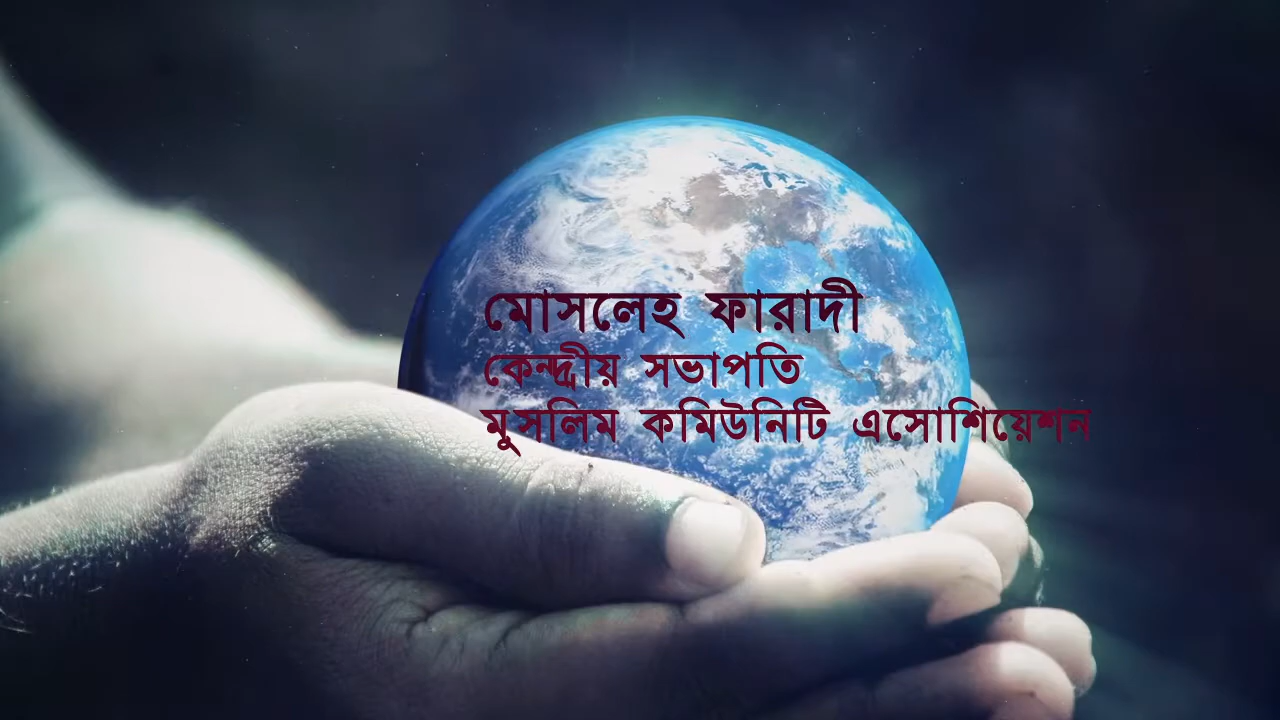 মোসলেহ ফারাদী
কেন্দ্রীয় সভাপতি
মুসলিম কমিউনিটি এসোশিয়েশন